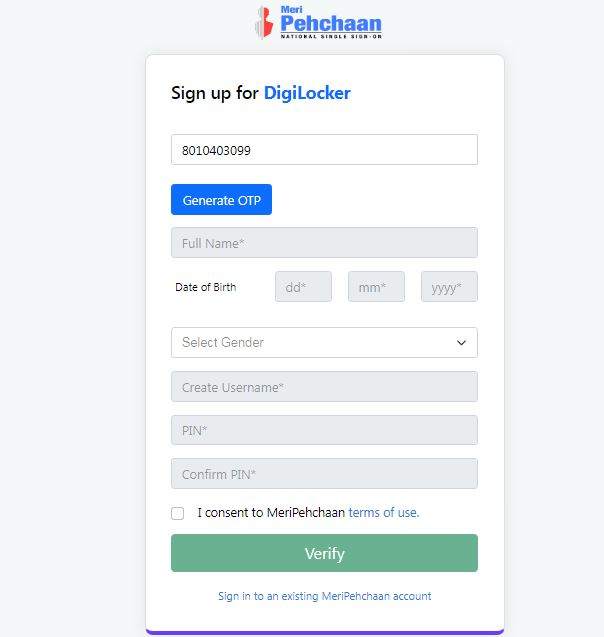 Meri
Pehchaan
NATIONAL SINGLE SIGN-ON
Sign up for DigiLocker
8010403099
Generate OTP
Full Name*
Date of Birth dd* mm* yyyy*
Select Gender
Create Username*
PIN*
Confirm PIN*
I consent to MeriPehchaan terms of use.
Verify
Sign in to an existing MeriPehchaan account